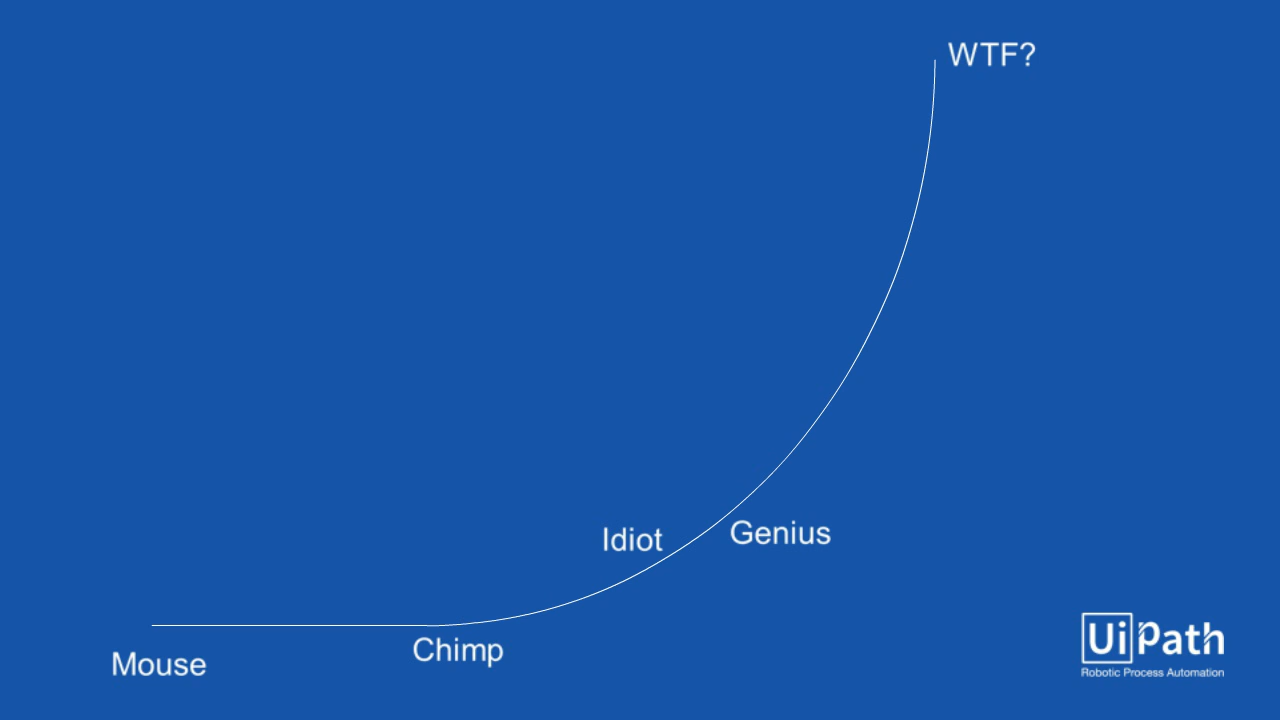 WTF?
Idiot
Genius
Mouse
Chimp
UiPath
Robotic Process Automation